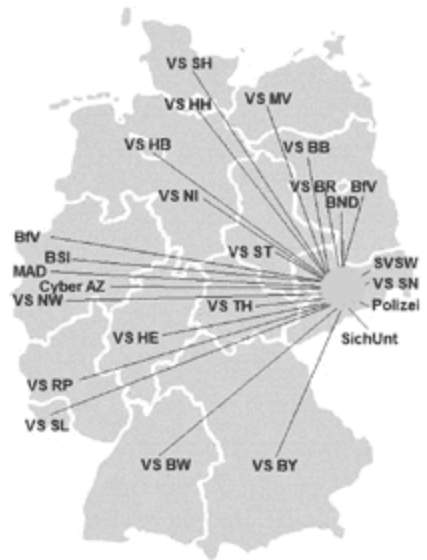 VS SH
VS HH
VS MV
VS HB
VS BB
VS BR
BfV
VS NI
BND
BfV
VS ST
BSI
SVSW
MAD
VS SN
Cyber AZ
VS NW
VS TH
Polizei
VS HE
SichUnt
VS RP
VS SL
VS BW
VS BY